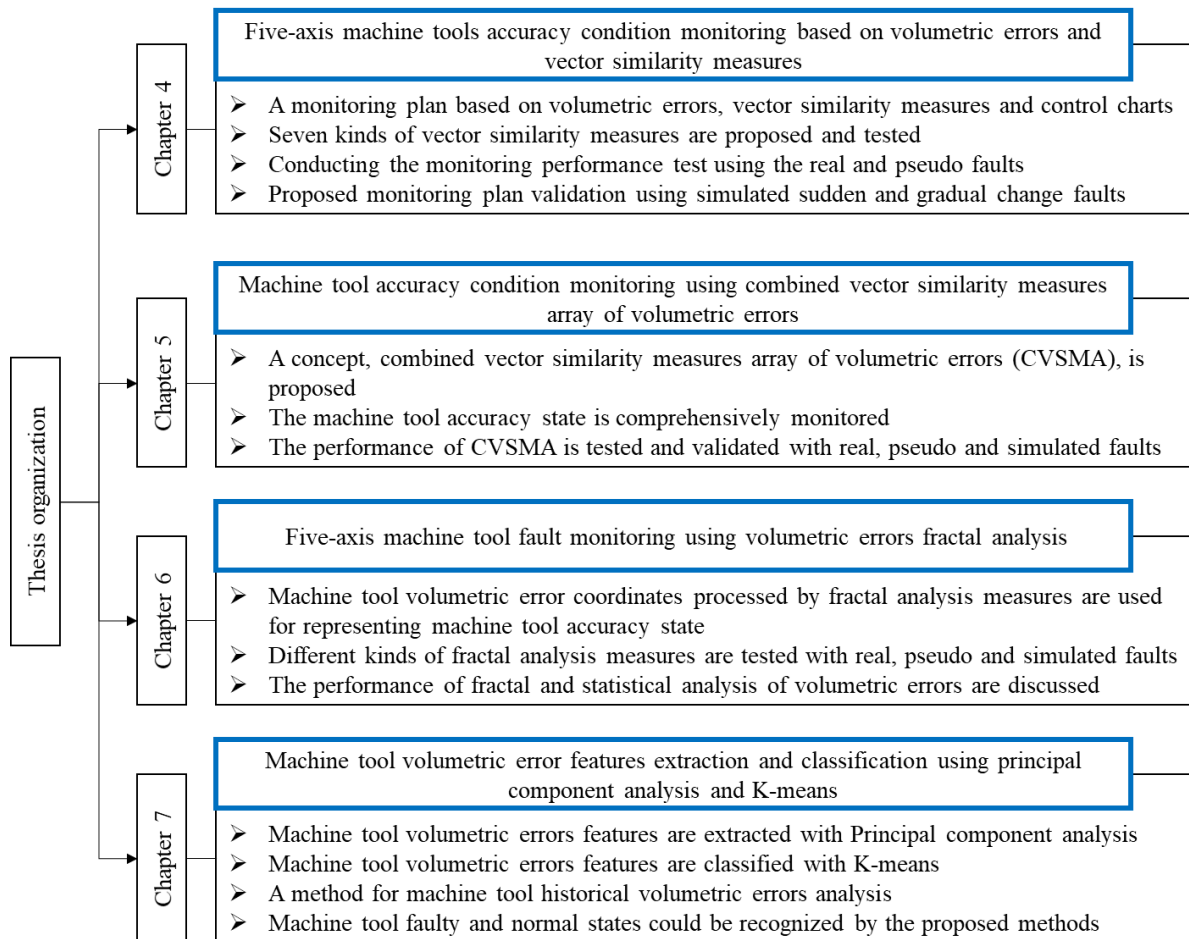 Thesis organization
Chapter 4
Five-axis machine tools accuracy condition monitoring based on volumetric errors and
vector similarity measures
➢ A monitoring plan based on volumetric errors, vector similarity measures and control charts
➢ Seven kinds of vector similarity measures are proposed and tested
➢ Conducting the monitoring performance test using the real and pseudo faults
➢ Proposed monitoring plan validation using simulated sudden and gradual change faults
Chapter 5
Machine tool accuracy condition monitoring using combined vector similarity measures
array of volumetric errors
➢ A concept, combined vector similarity measures array of volumetric errors (CVSMA), is
proposed
➢ The machine tool accuracy state is comprehensively monitored
➢ The performance of CVSMA is tested and validated with real, pseudo and simulated faults
Chapter 6
Five-axis machine tool fault monitoring using volumetric errors fractal analysis
➢ Machine tool volumetric error coordinates processed by fractal analysis measures are used
for representing machine tool accuracy state
➢ Different kinds of fractal analysis measures are tested with real, pseudo and simulated faults
➢ The performance of fractal and statistical analysis of volumetric errors are discussed
Chapter 7
Machine tool volumetric error features extraction and classification using principal
component analysis and K-means
➢ Machine tool volumetric errors features are extracted with Principal component analysis
➢ Machine tool volumetric errors features are classified with K-means
➢ A method for machine tool historical volumetric errors analysis
➢ Machine tool faulty and normal states could be recognized by the proposed methods